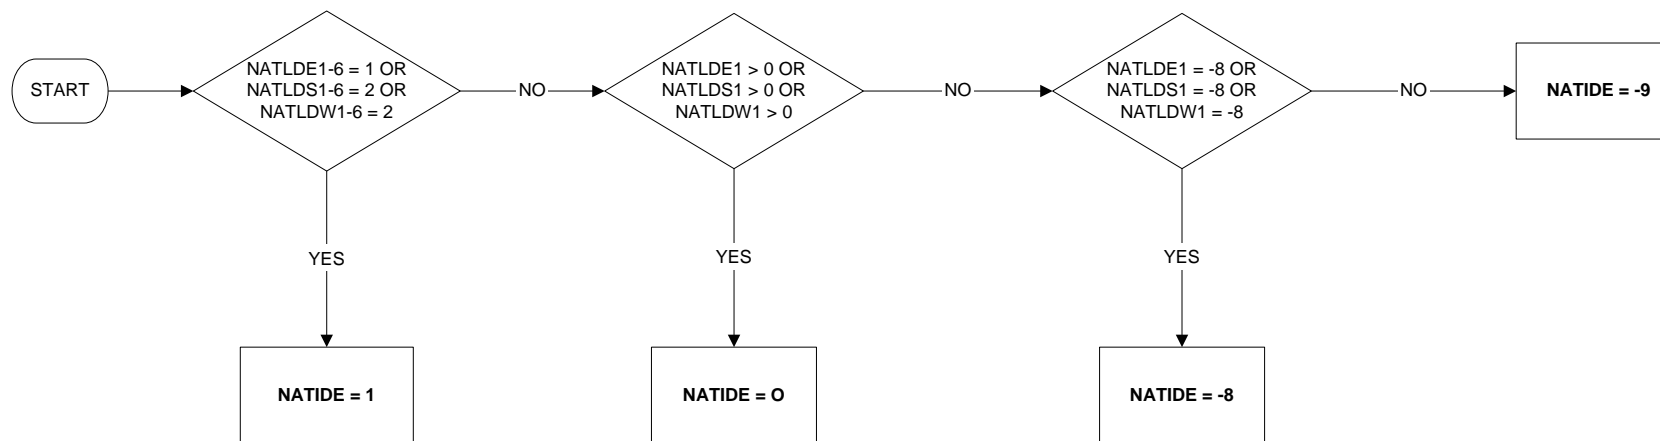 START
NATLDE1-6 = 1 OR
NATLDS1-6 = 2 OR
NATLDW1-6 = 2
NO
NATLDE1 > 0 OR
NATLDS1 > 0 OR
NATLDW1 > 0
NO
NATLDE1 = -8 OR
NATLDS1 = -8 OR
NATLDW1 = -8
NO
NATIDE = -9
YES
YES
YES
NATIDE = 1
NATIDE = O
NATIDE = -8